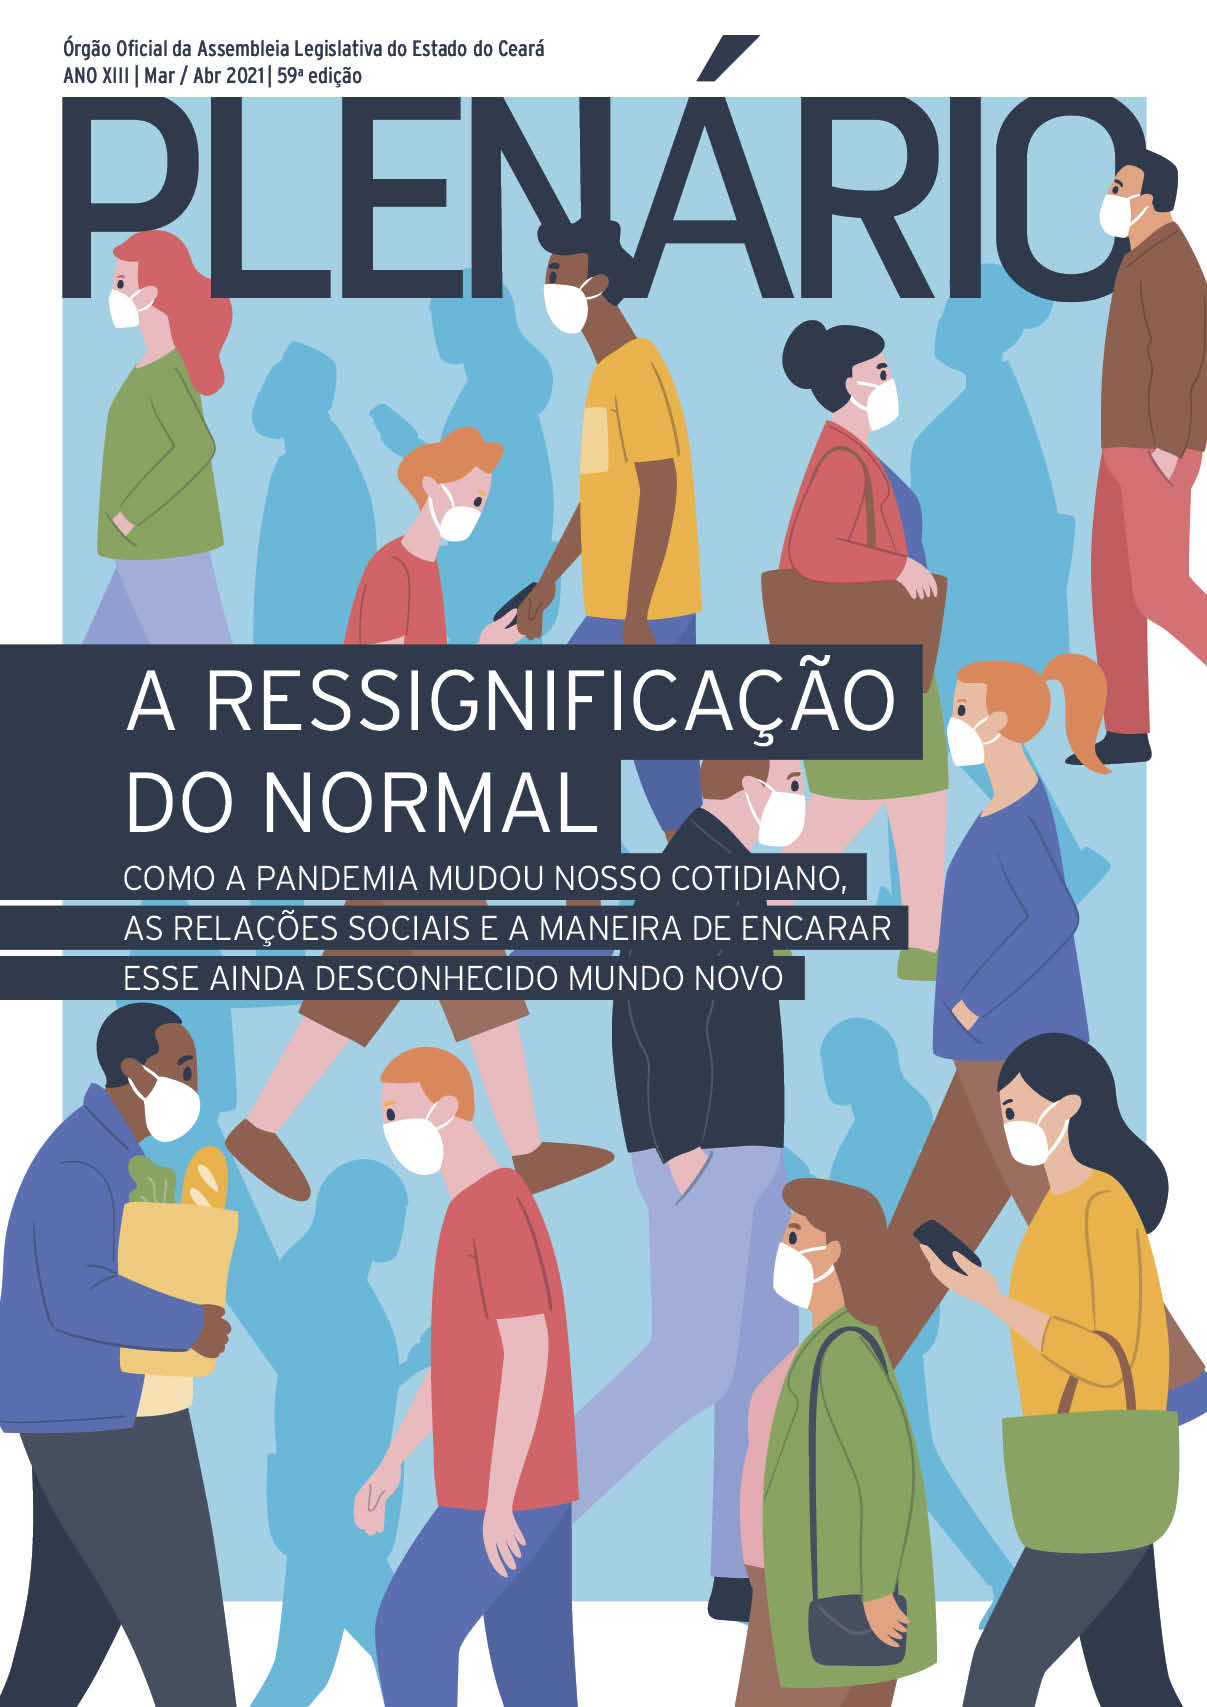 Órgão Oficial da Assembleia Legislativa do Estado do Ceará
ANO XIII | Mar / Abr 2021 | 59ª edição
PLENÁRIO
A RESSIGNIFICAÇÃO
DO NORMAL
COMO A PANDEMIA MUDOU NOSSO COTIDIANO,
AS RELAÇÕES SOCIAIS E A MANEIRA DE ENCARAR
ESSE AINDA DESCONHECIDO MUNDO NOVO